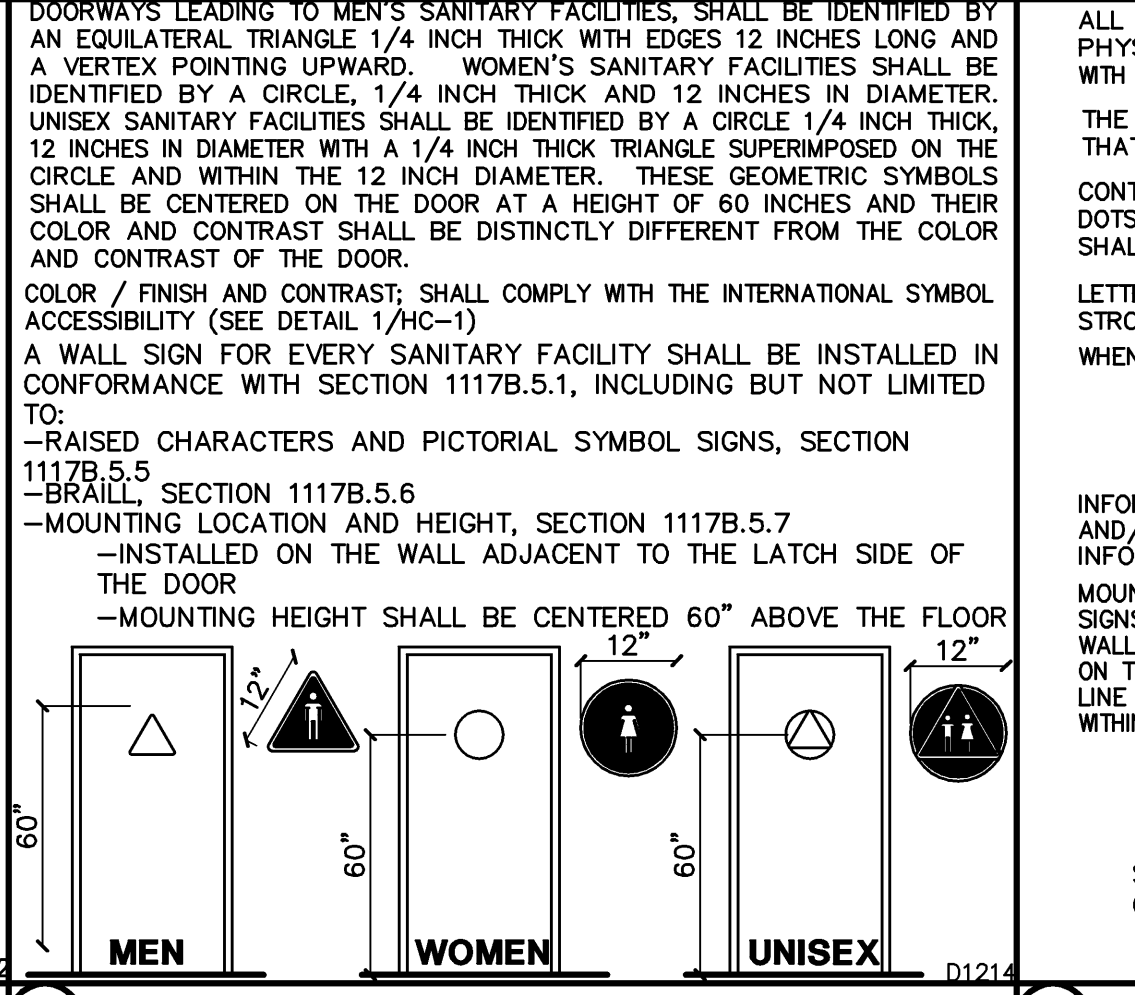 DOORWAYS LEADING TO MEN'S SANITARY FACILITIES, SHALL BE IDENTIFIED BY
AN EQUILATERAL TRIANGLE 1/4 INCH THICK WITH EDGES 12 INCHES LONG AND
A VERTEX POINTING UPWARD. WOMEN'S SANITARY FACILITIES SHALL BE
IDENTIFIED BY A CIRCLE, 1/4 INCH THICK AND 12 INCHES IN DIAMETER.
UNISEX SANITARY FACILITIES SHALL BE IDENTIFIED BY A CIRCLE 1/4 INCH THICK,
12 INCHES IN DIAMETER WITH A 1/4 INCH THICK TRIANGLE SUPERIMPOSED ON THE
CIRCLE AND WITHIN THE 12 INCH DIAMETER. THESE GEOMETRIC SYMBOLS
SHALL BE CENTERED ON THE DOOR AT A HEIGHT OF 60 INCHES AND THEIR
COLOR AND CONTRAST SHALL BE DISTINCTLY DIFFERENT FROM THE COLOR
AND CONTRAST OF THE DOOR.
COLOR / FINISH AND CONTRAST; SHALL COMPLY WITH THE INTERNATIONAL SYMBOL
ACCESSIBILITY (SEE DETAIL 1/HC-1)
A WALL SIGN FOR EVERY SANITARY FACILITY SHALL BE INSTALLED IN
CONFORMANCE WITH SECTION 1117B.5.1, INCLUDING BUT NOT LIMITED
TO:
-RAISED CHARACTERS AND PICTORIAL SYMBOL SIGNS, SECTION
1117B.5.5
-BRAILL, SECTION 1117B.5.6
-MOUNTING LOCATION AND HEIGHT, SECTION 1117B.5.7
-INSTALLED ON THE WALL ADJACENT TO THE LATCH SIDE OF
THE DOOR
-MOUNTING HEIGHT SHALL BE CENTERED 60" ABOVE THE FLOOR
12"
12"
12"
60"
60"
60"
MEN
WOMEN
UNISEX
D1214
ALL
WITH
THE
WHEN
LINE